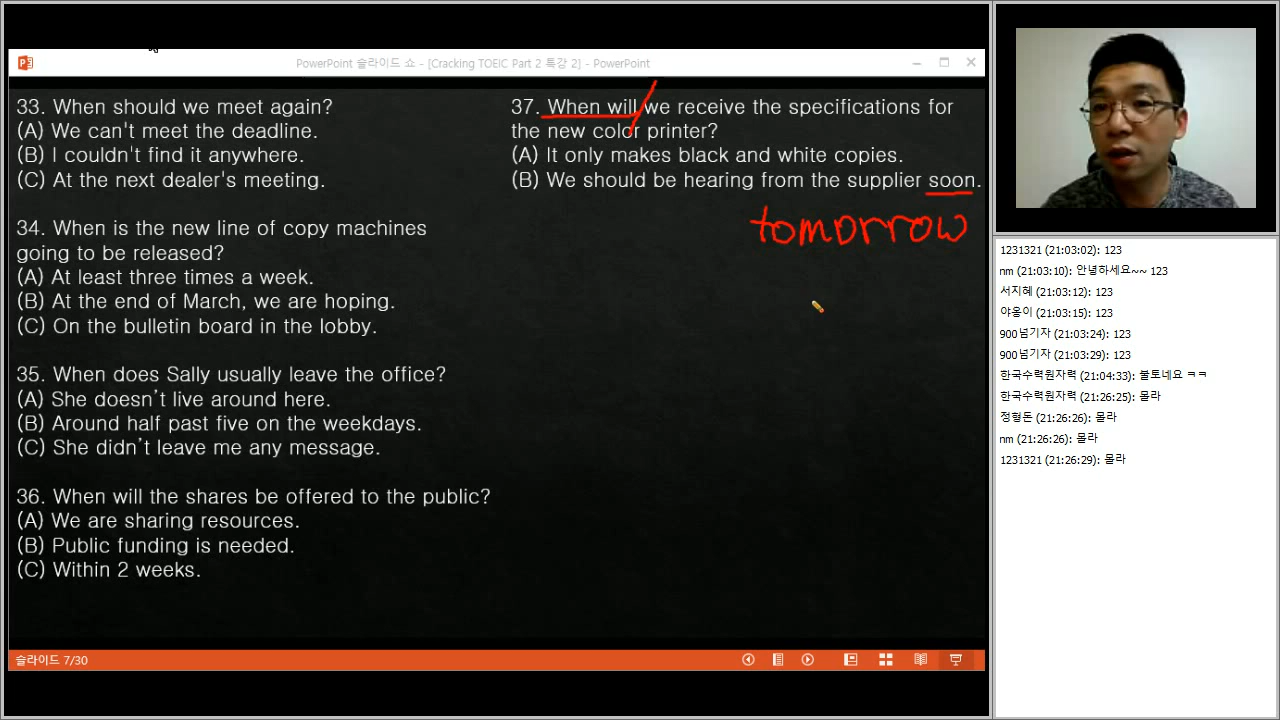 PowerPoint 슬라이드 쇼 - [Cracking TOEIC Part 2 특강 2] - PowerPoint
33. When should we meet again?
(A) We can't meet the deadline.
(B) I couldn't find it anywhere.
(C) At the next dealer's meeting.
34. When is the new line of copy machines
going to be released?
(A) At least three times a week.
(B) At the end of March, we are hoping.
(C) On the bulletin board in the lobby.
35. When does Sally usually leave the office?
(A) She doesn't live around here.
(B) Around half past five on the weekdays.
(C) She didn't leave me any message.
36. When will the shares be offered to the public?
(A) We are sharing resources.
(B) Public funding is needed.
(C) Within 2 weeks.
37. When will we receive the specifications for
the new color printer?
(A) It only makes black and white copies.
(B) We should be hearing from the supplier soon.
tomorrow
슬라이드 7/30
1231321 (21:03:02): 123
nm (21:03:10): 안녕하세요~~ 123
서지혜 (21:03:12): 123
야옹이 (21:03:15): 123
900넘기자 (21:03:24): 123
900넘기자 (21:03:29): 123
한국수력원자력 (21:04:33): 불토네요 ㅋㅋ
한국수력원자력 (21:26:25): 몰라
정형돈 (21:26:26): 몰라
nm (21:26:26): 몰라
1231321 (21:26:29): 몰라